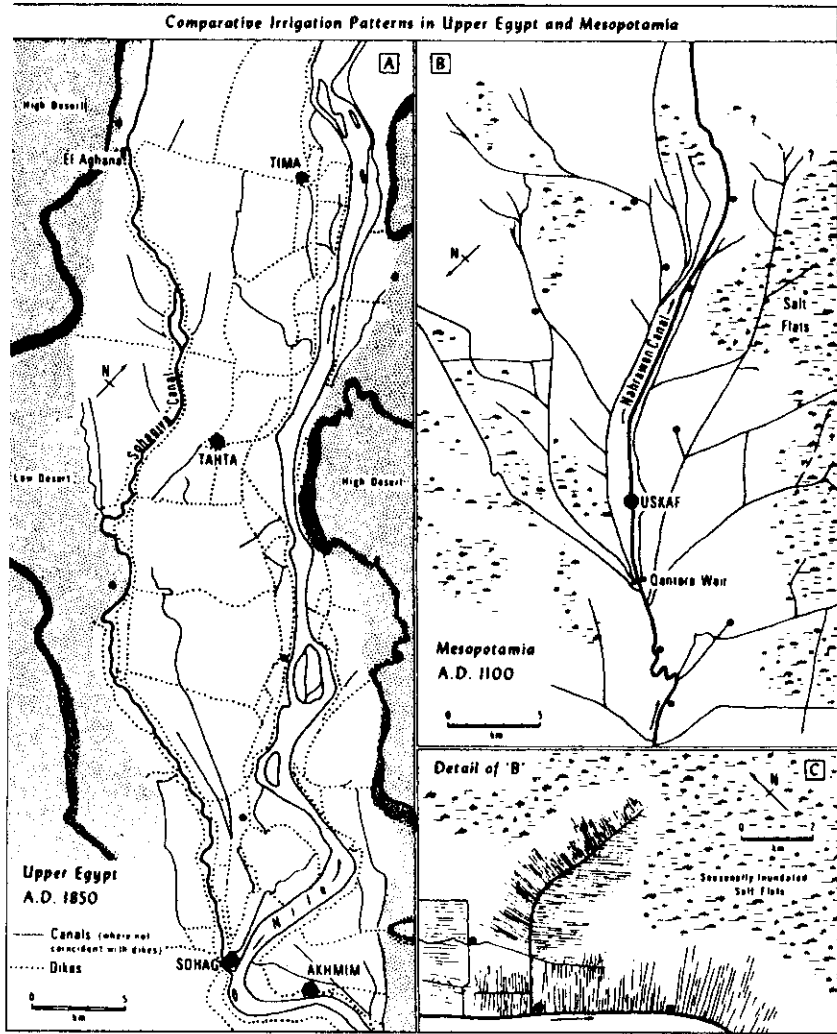 Comparative Irrigation Patterns in Upper Egypt and Mesopotamia
A
High Desert
El Aghana
TIMA
N
Sohagiya Canal
TAHTA
Low Desert
High Desert
Upper Egypt
A.D. 1850
Canals (where not
coincident with dikes)
Dikes
0 5
km
SOHAG
Nile
AKHMIM
B
? ?
N
Salt
Flats
Nahrawan Canal
USKAF
Qantara Weir
Mesopotamia
A.D. 1100
0 5
km
Detail of 'B'
C
N
0 2
km
Seasonally Inundated
Salt Flats